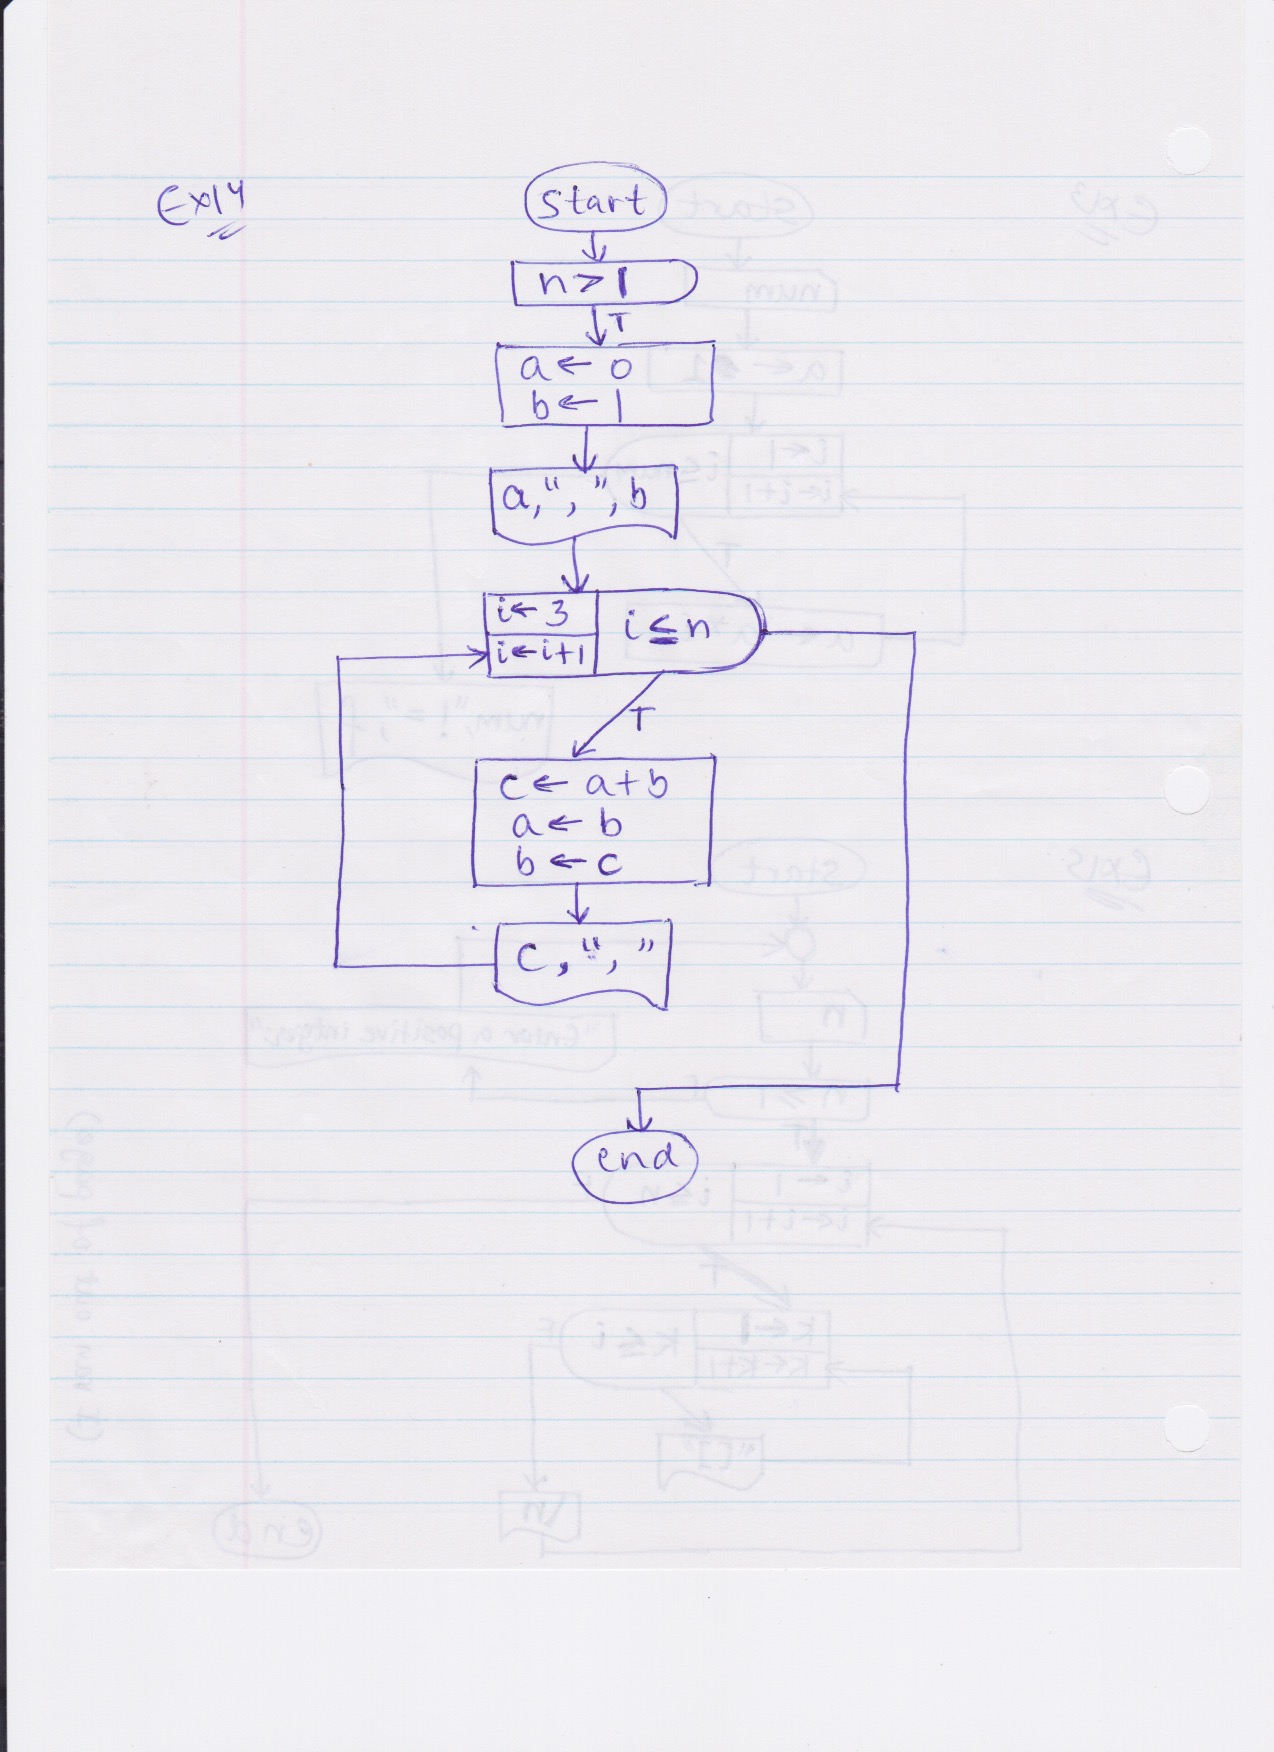 Ex14
start
n > 1
T
a ← 0
b ← 1
a, “, ”, b
i ← 3
i ≤ n
i ← i+1
T
c ← a + b
a ← b
b ← c
c, “, ”
end